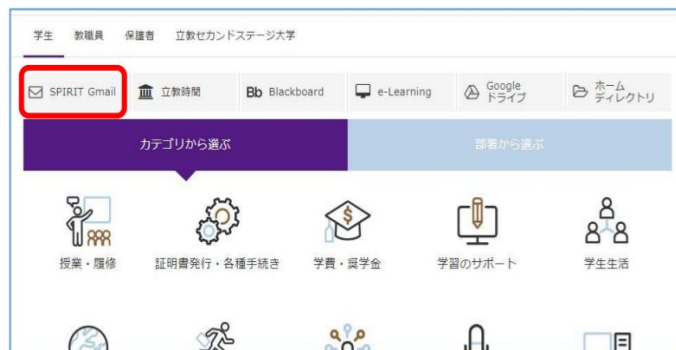 学生 教職員 保護者 立教セカンドステージ大学
SPIRIT Gmail 立教時間 Bb Blackboard e-Learning Google ドライブ ホーム ディレクトリ
カテゴリから選ぶ 部署から選ぶ
授業・履修 証明書発行・各種手続き 学費・奨学金 学習のサポート 学生生活